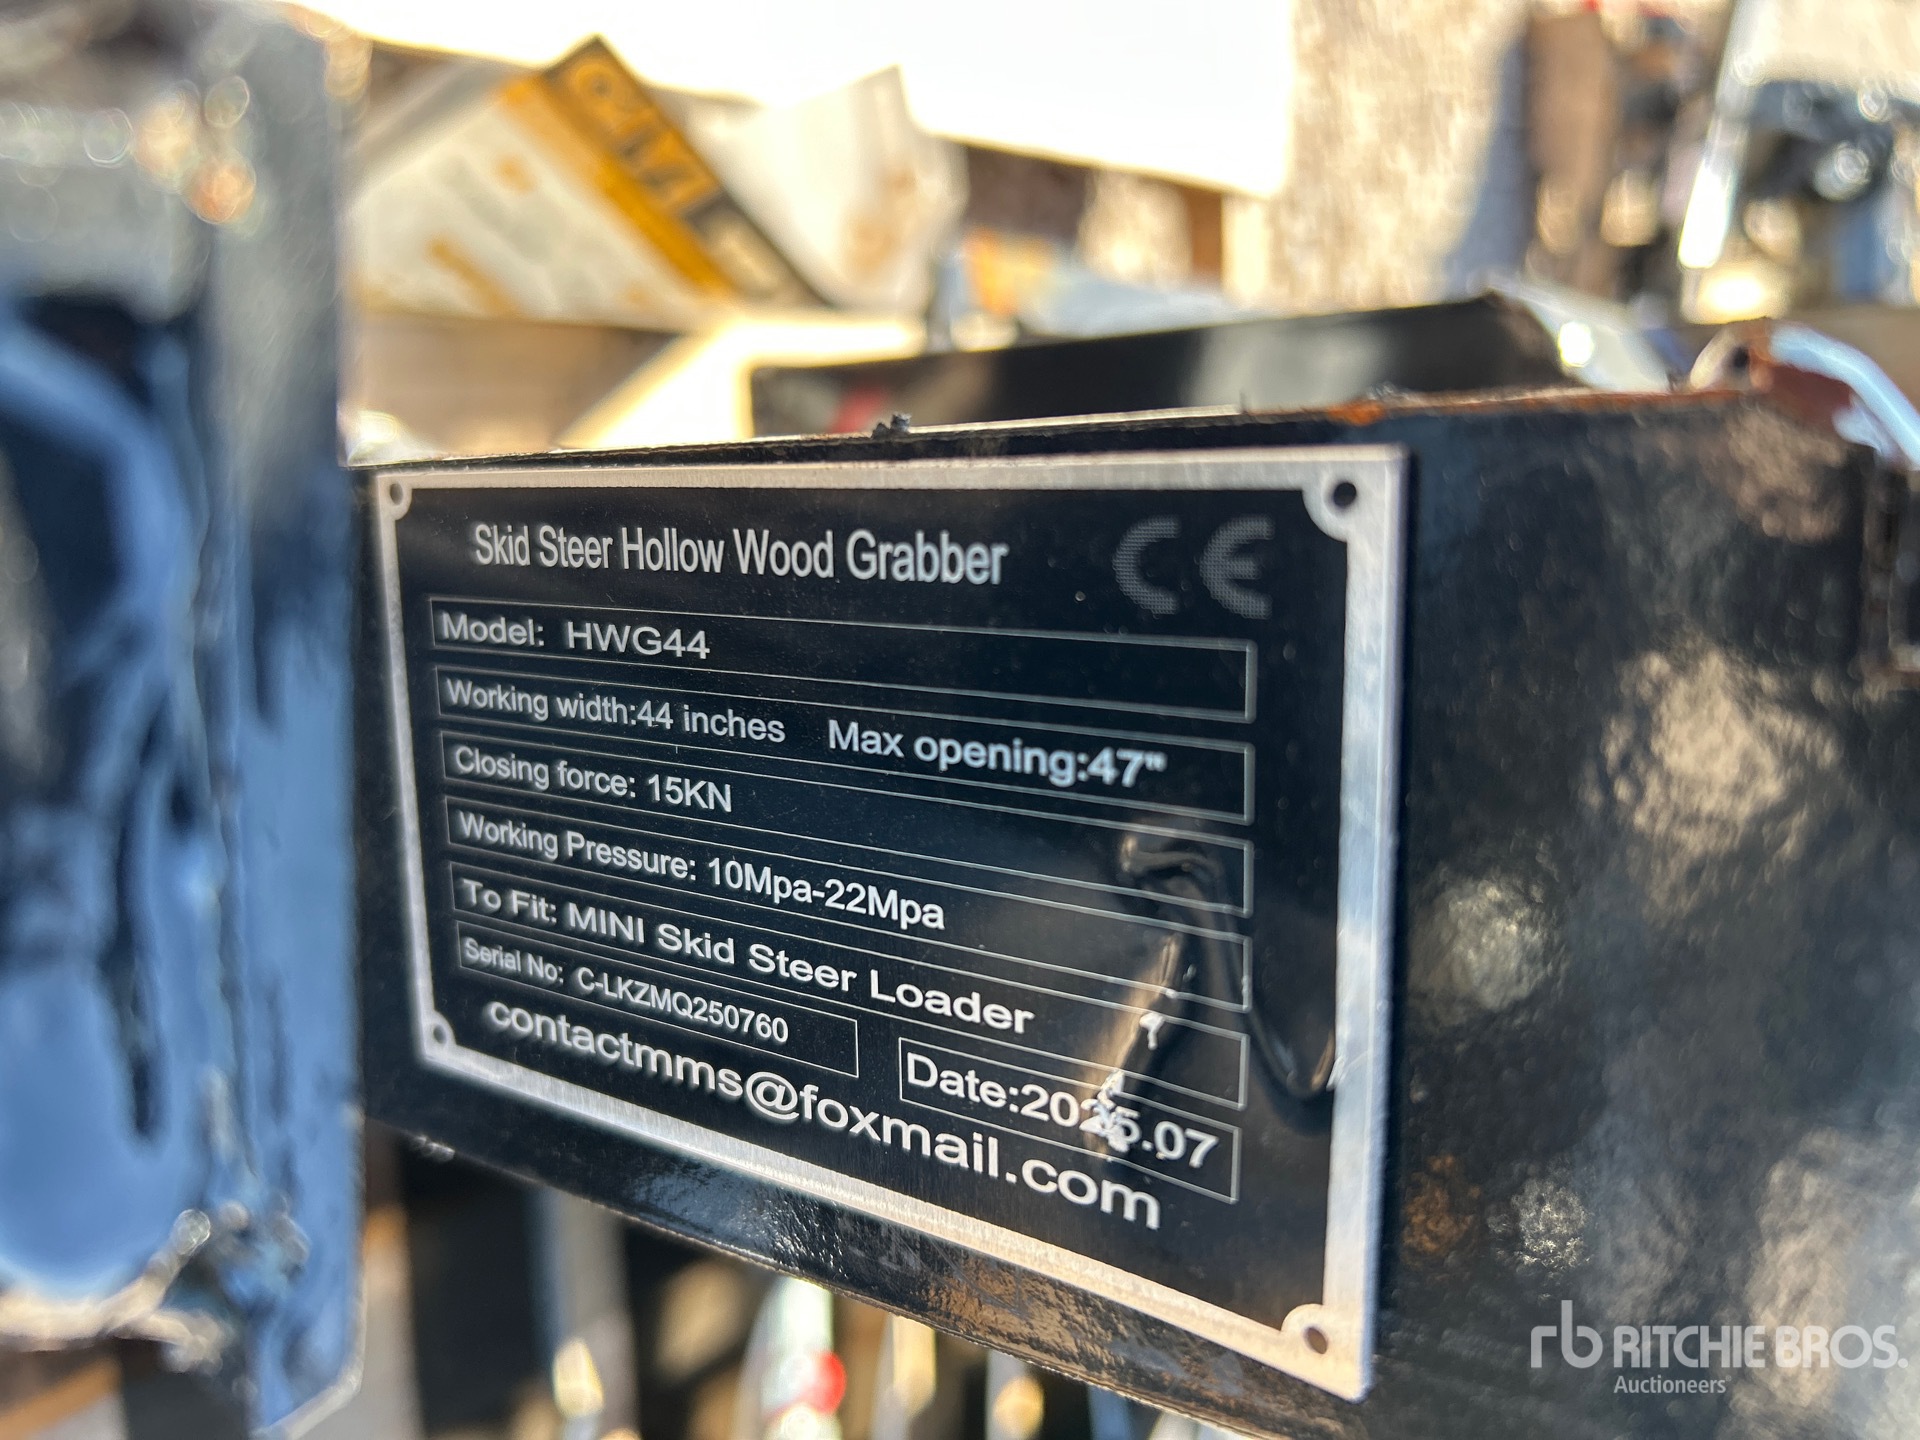 Skid Steer Hollow Wood Grabber CE
Model: HWG44
Working width:44 inches Max opening:47"
Closing force: 15KN
Working Pressure: 10Mpa-22Mpa
To Fit: MINI Skid Steer Loader
Serial No: C-LKZMQ250760
Date:2025.07
contactmms@foxmail.com
rb RITCHIE BROS.
Auctioneers